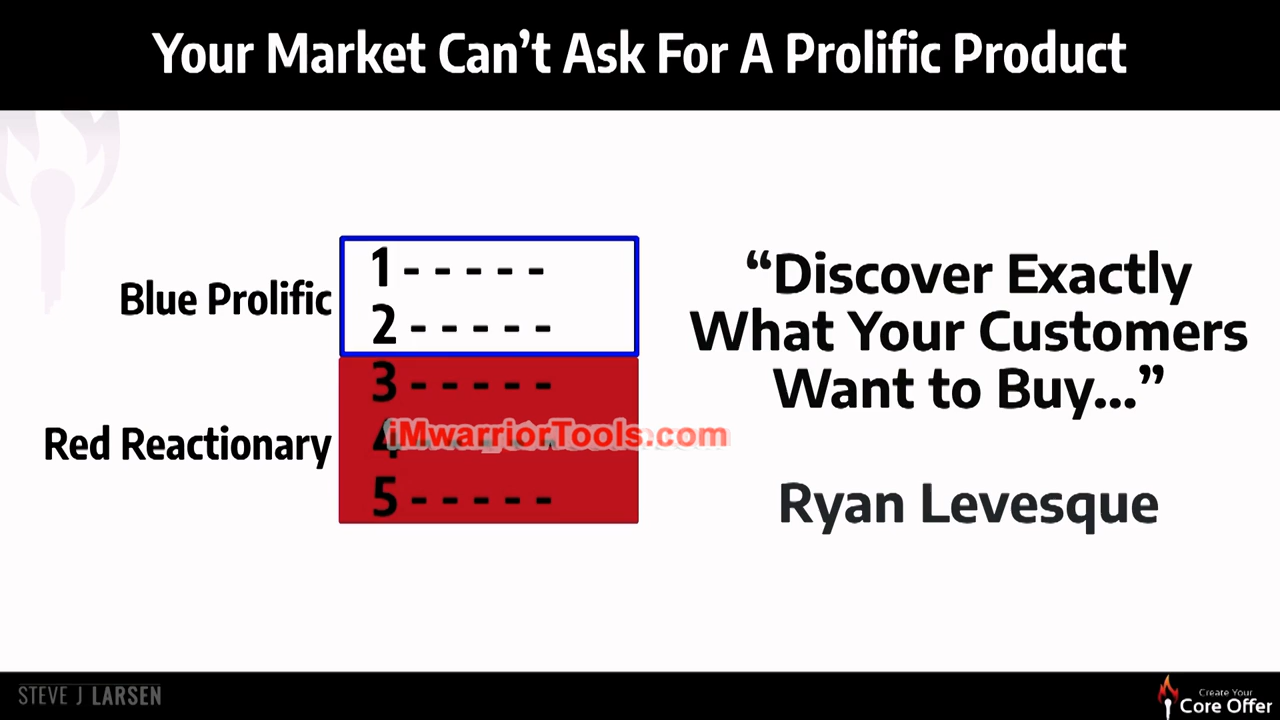 Your Market Can’t Ask For A Prolific Product
Blue Prolific
1 - - - - -
2 - - - - -
Red Reactionary
3 - - - - -
4 - - - - -
5 - - - - -
iMwarriorTools.com
“Discover Exactly
What Your Customers
Want to Buy...”
Ryan Levesque
STEVE J LARSEN
Create Your
Core Offer